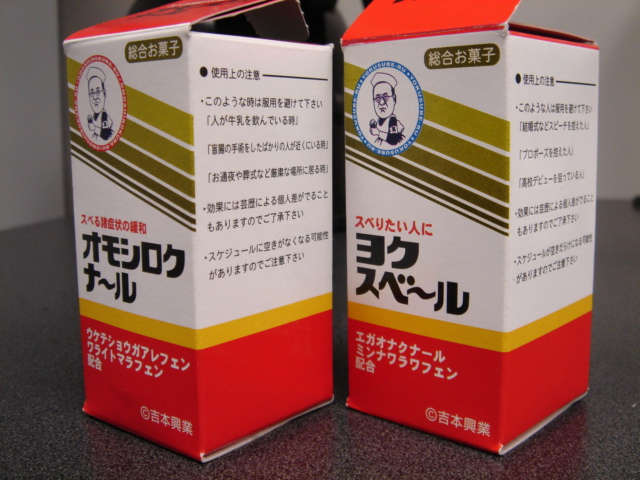 総合お菓子
スベる諸症状の緩和
オモシロク
ナ〜ル
ウケテショウガアレフェン
ワライトマラフェン
配合
©吉本興業
● 使用上の注意
・このような時は服用を避けて下さい
「人が牛乳を飲んでいる時」
「盲腸の手術をしたばかりの人が近くにいる時」
「お通夜や葬式など厳粛な場所に居る時」
・効果には芸歴による個人差がでること
もありますのでご了承下さい
・スケジュールに空きがなくなる可能性
がありますのでご注意下さい
総合お菓子
YOKUSUBE-RU
スベりたい人に
ヨク
スベ〜ル
エガオナクナール
ミンナワラワフェン
配合
©吉本興業
● 使用上の注意
・このような人は服用を避けて下さい
「結婚式などスピーチを控えた人」
「プロポーズを控えた人」
「高校デビューを狙っている人」
・効果には芸歴による個人差がでること
もありますのでご了承下さい
・スケジュールが空きだらけになる可能性
がありますのでご注意下さい